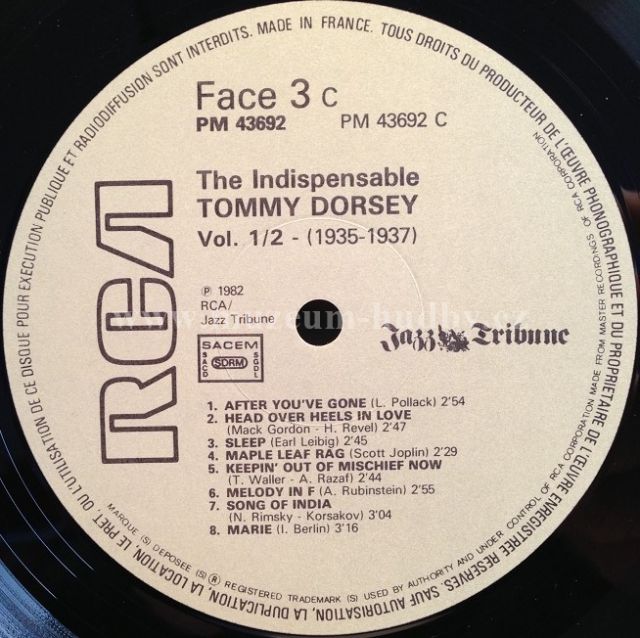 OU L'UTILISATION DE CE DISQUE POUR EXECUTION PUBLIQUE ET RADIODIFFUSION SONT INTERDITS. MADE IN FRANCE. TOUS DROITS DU PRODUCTEUR DE L'ŒUVRE PHONOGRAPHIQUE ET DU PROPRIETAIRE DE L'ŒUVRE ENREGISTREE RESERVES. SAUF AUTORISATION, LA DUPLICATION, LA LOCATION, LE PRET,
Face 3 C
PM 43692 PM 43692 C
The Indispensable
TOMMY DORSEY
Vol. 1/2 - (1935-1937)
RCA
℗ 1982
RCA/
Jazz Tribune
Jazz Tribune
SACEM
SACD SDRM SGDL
1. AFTER YOU'VE GONE (L. Pollack) 2'54
2. HEAD OVER HEELS IN LOVE
(Mack Gordon - H. Revel) 2'47
3. SLEEP (Earl Leibig) 2'45
4. MAPLE LEAF RAG (Scott Joplin) 2'29
5. KEEPIN' OUT OF MISCHIEF NOW
(T. Waller - A. Razaf) 2'44
6. MELODY IN F (A. Rubinstein) 2'55
7. SONG OF INDIA
(N. Rimsky - Korsakov) 3'04
8. MARIE (I. Berlin) 3'16
MARQUE (S) DEPOSEE (S) ® REGISTERED TRADEMARK (S) USED BY AUTHORITY AND UNDER CONTROL OF RCA CORPORATION MADE FROM MASTER RECORDINGS OF RCA CORPORATION